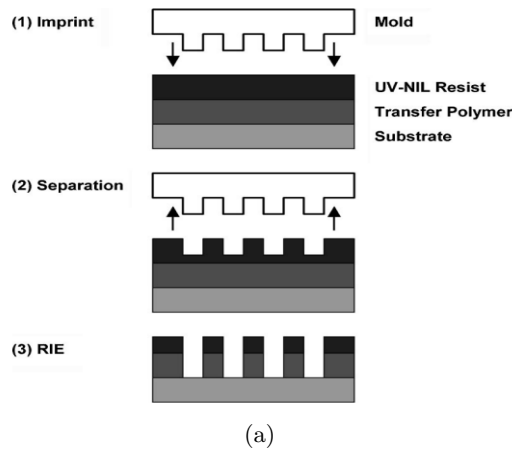 (1) Imprint
Mold
UV-NIL Resist
Transfer Polymer
Substrate
(2) Separation
(3) RIE
(a)